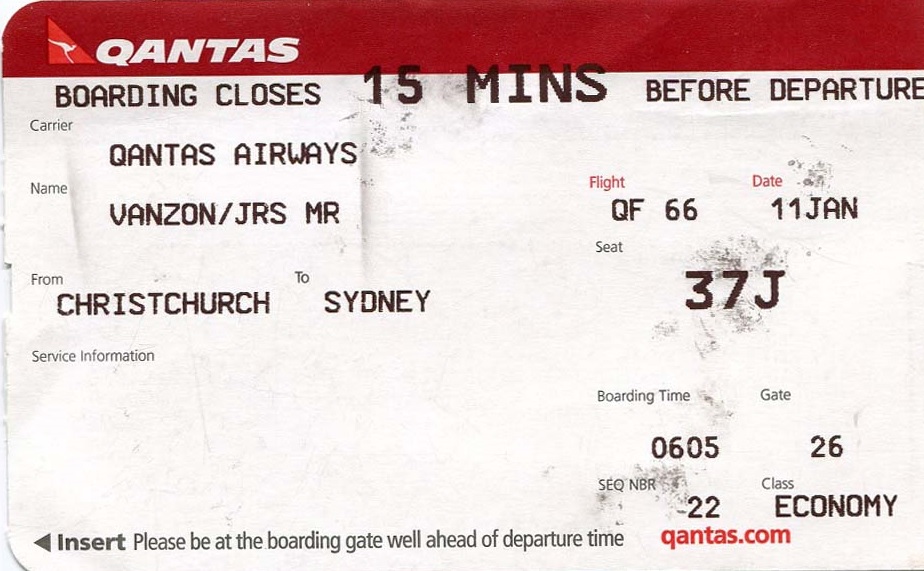 QANTAS
BOARDING CLOSES 15 MINS BEFORE DEPARTURE
Carrier
QANTAS AIRWAYS
Name
VANZON/JRS MR
Flight Date
QF 66 11JAN
Seat
37J
From To
CHRISTCHURCH SYDNEY
Service Information
Boarding Time Gate
0605 26
SEQ NBR Class
22 ECONOMY
Insert Please be at the boarding gate well ahead of departure time qantas.com